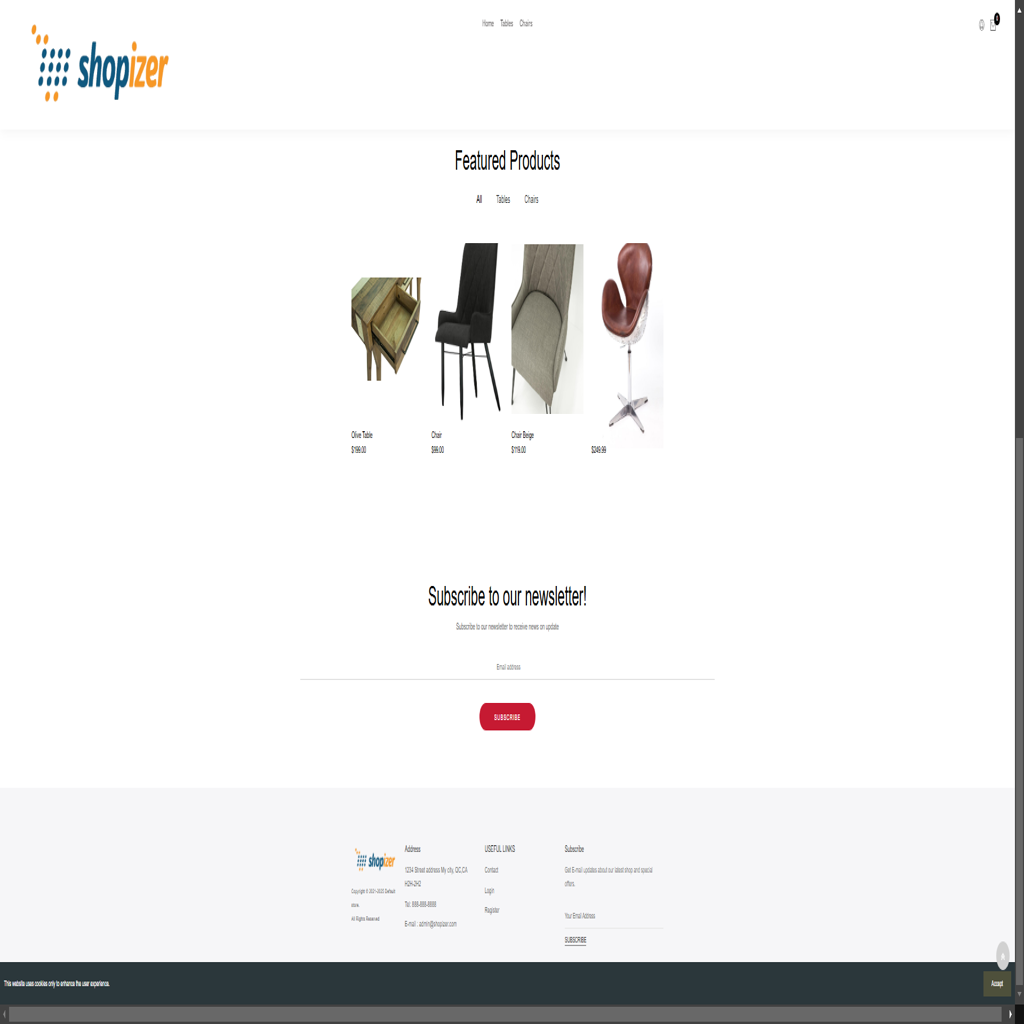 Home Tables Chairs
0
shopizer
Featured Products
All Tables Chairs
Olive Table
$199.00
Chair
$99.00
Chair Beige
$119.00
$249.99
Subscribe to our newsletter!
Subscribe to our newsletter to receive news on update
Email address
SUBSCRIBE
shopizer
Copyright © 2021-2025 Default
store.
All Rights Reserved
Address
1234 Street address My city, QC,CA
H2H-2H2
Tel: 888-888-8888
E-mail : admin@shopizer.com
USEFUL LINKS
Contact
Login
Register
Subscribe
Get E-mail updates about our latest shop and special
offers.
Your Email Address
SUBSCRIBE
This website uses cookies only to enhance the user experience.
Accept